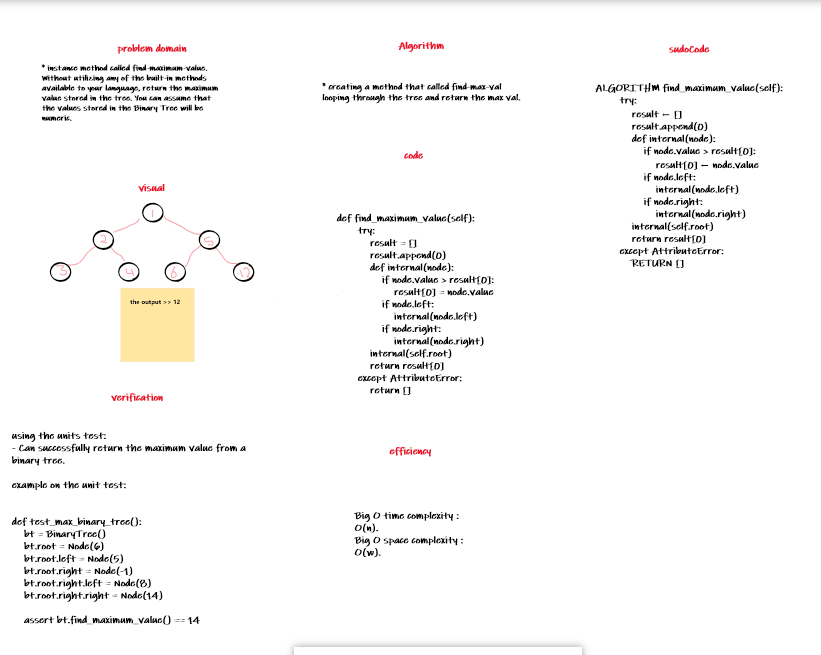 problem domain
* instance method called find-maximum-value.
Without utilizing any of the built-in methods
available to your language, return the maximum
value stored in the tree. You can assume that
the values stored in the Binary Tree will be
numeric.
visual
1
2
5
3
4
6
12
the output >> 12
verification
using the units test:
- Can successfully return the maximum value from a
binary tree.
example on the unit test:
def test_max_binary_tree():
bt = BinaryTree()
bt.root = Node(6)
bt.root.left = Node(5)
bt.root.right = Node(-1)
bt.root.right.left = Node(8)
bt.root.right.right = Node(14)
assert bt.find_maximum_value() == 14
Algorithm
* creating a method that called find-max-val
looping through the tree and return the max val.
code
def find_maximum_value(self):
try:
result = []
result.append(0)
def internal(node):
if node.value > result[0]:
result[0] = node.value
if node.left:
internal(node.left)
if node.right:
internal(node.right)
internal(self.root)
return result[0]
except AttributeError:
return []
efficiency
Big O time complexity :
O(n).
Big O space complexity :
O(w).
sudoCode
ALGORITHM find_maximum_value(self):
try:
result ← []
result.append(0)
def internal(node):
if node.value > result[0]:
result[0] ← node.value
if node.left:
internal(node.left)
if node.right:
internal(node.right)
internal(self.root)
return result[0]
except AttributeError:
RETURN []